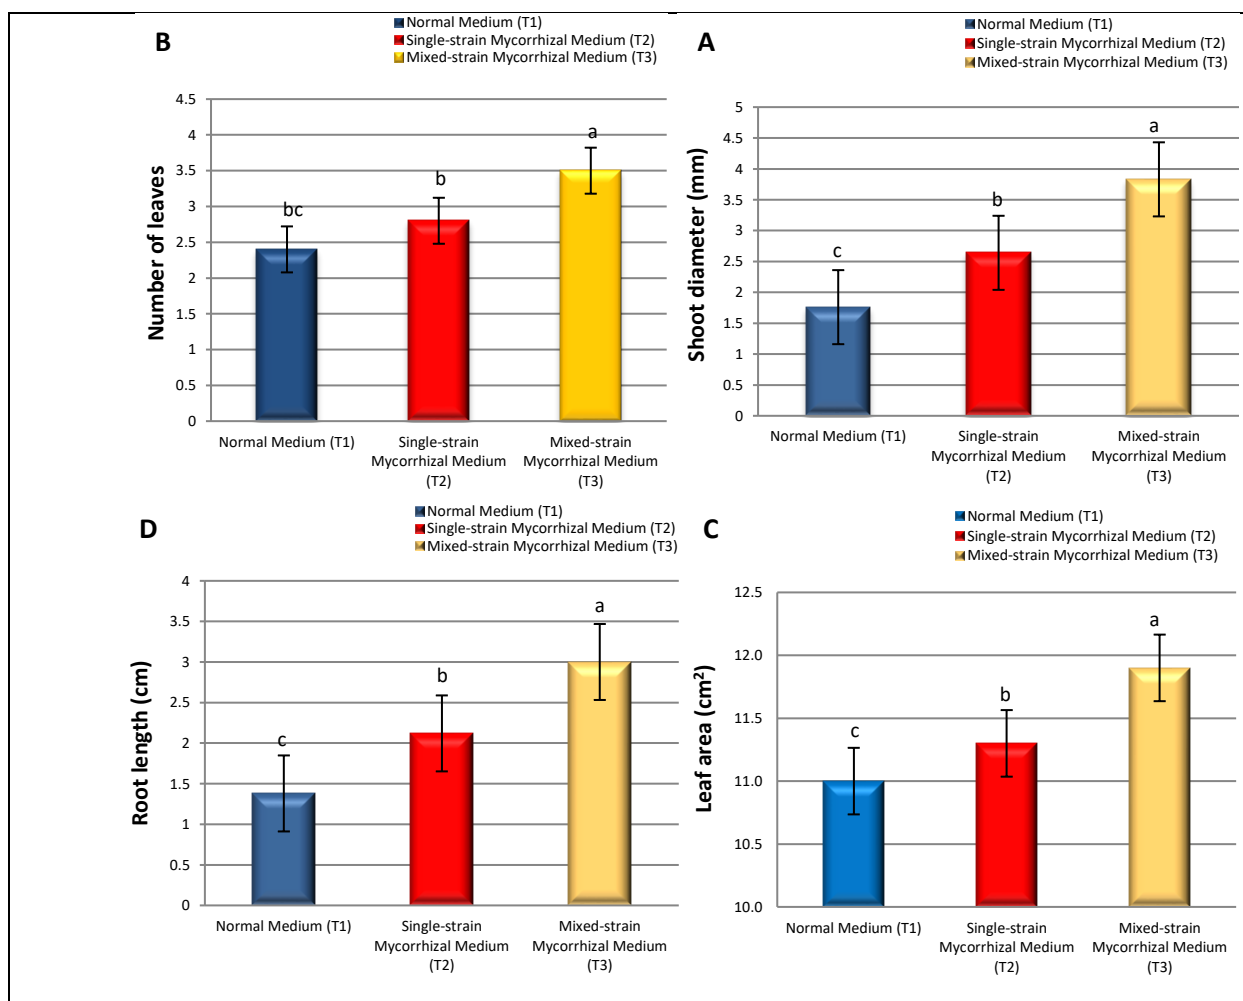 B
Normal Medium (T1)
Single-strain Mycorrhizal Medium (T2)
Mixed-strain Mycorrhizal Medium (T3)
Number of leaves
4.5
4
3.5
3
2.5
2
1.5
1
0.5
0
bc
b
a
Normal Medium (T1)
Single-strain
Mycorrhizal Medium
(T2)
Mixed-strain
Mycorrhizal Medium
(T3)
A
Normal Medium (T1)
Single-strain Mycorrhizal Medium (T2)
Mixed-strain Mycorrhizal Medium (T3)
Shoot diameter (mm)
5
4.5
4
3.5
3
2.5
2
1.5
1
0.5
0
c
b
a
Normal Medium (T1)
Single-strain
Mycorrhizal Medium
(T2)
Mixed-strain
Mycorrhizal Medium
(T3)
D
Normal Medium (T1)
Single-strain Mycorrhizal Medium (T2)
Mixed-strain Mycorrhizal Medium (T3)
Root length (cm)
4
3.5
3
2.5
2
1.5
1
0.5
0
c
b
a
Normal Medium (T1)
Single-strain
Mycorrhizal Medium
(T2)
Mixed-strain
Mycorrhizal Medium
(T3)
C
Normal Medium (T1)
Single-strain Mycorrhizal Medium (T2)
Mixed-strain Mycorrhizal Medium (T3)
Leaf area (cm²)
12.5
12.0
11.5
11.0
10.5
10.0
c
b
a
Normal Medium (T1)
Single-strain
Mycorrhizal Medium
(T2)
Mixed-strain
Mycorrhizal Medium
(T3)